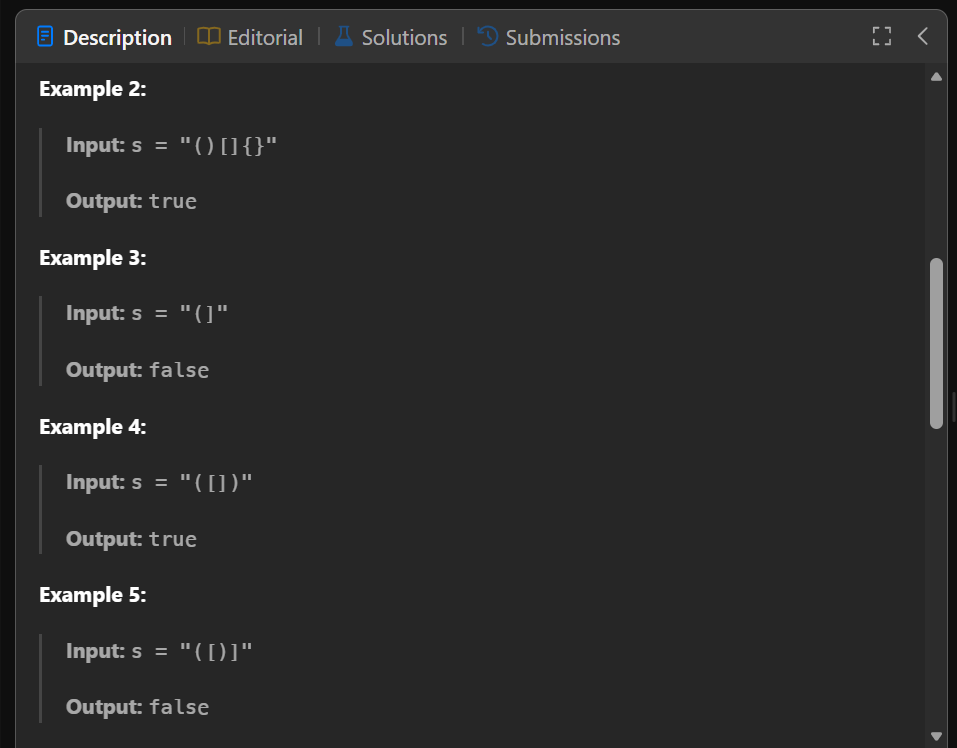 Description Editorial Solutions Submissions
Example 2:
Input: s = "()[]{}"
Output: true
Example 3:
Input: s = "(]"
Output: false
Example 4:
Input: s = "([])"
Output: true
Example 5:
Input: s = "([)]"
Output: false